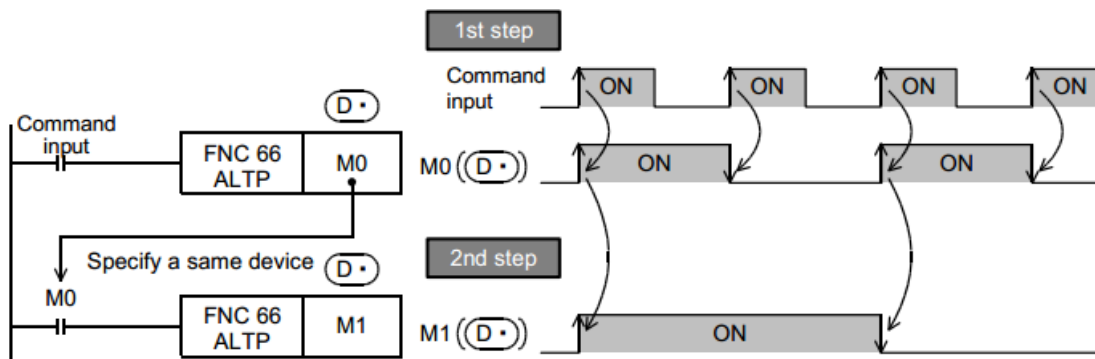 Command
input
D •
FNC 66
ALTP
M0
Specify a same device
D •
M0
FNC 66
ALTP
M1
1st step
Command
input
ON
ON
ON
ON
M0 ((D •))
ON
ON
2nd step
M1 ((D •))
ON